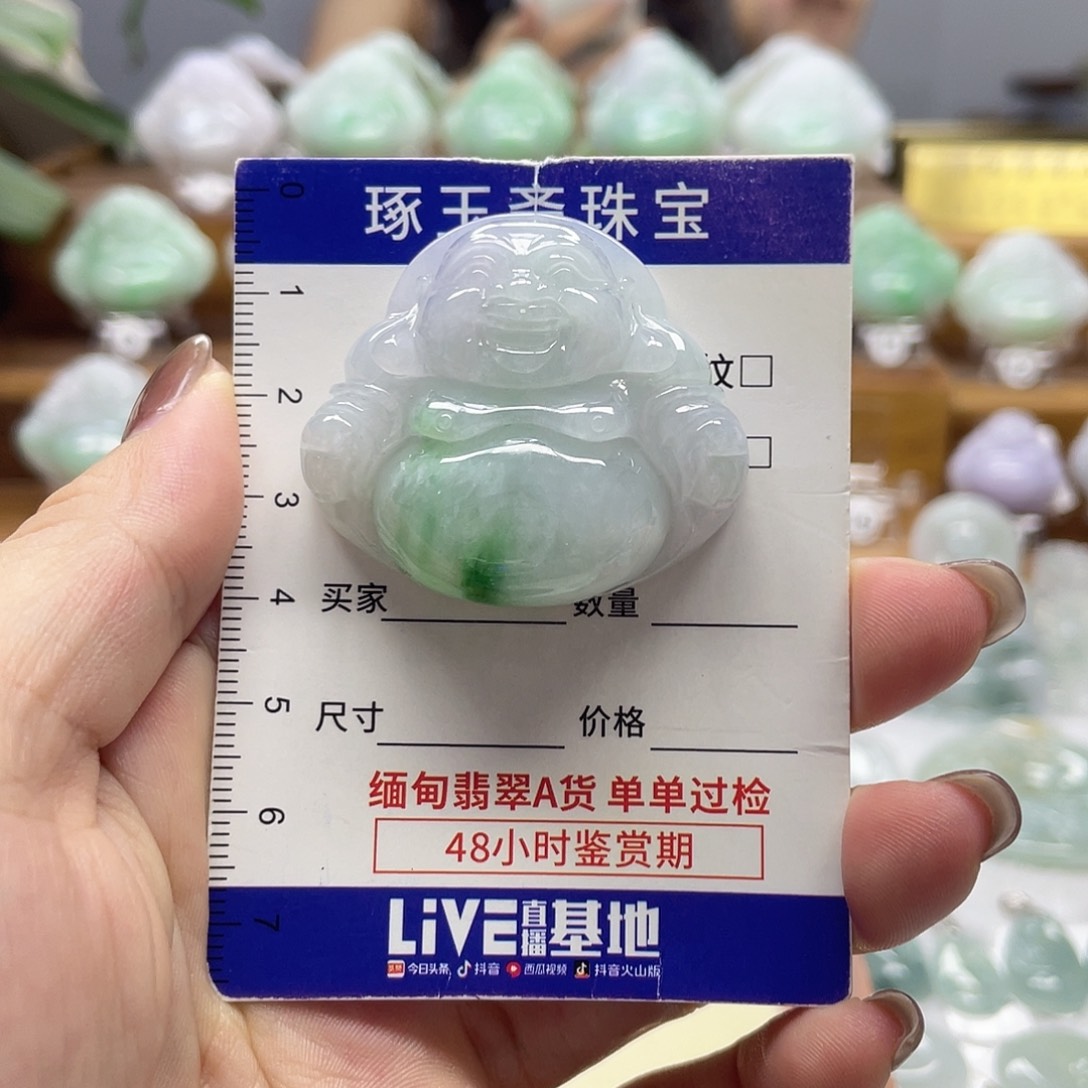 琢玉斋珠宝
0
1
2
3
4
5
6
7
纹□
□
买家 数量
尺寸 价格
缅甸翡翠A货 单单过检
48小时鉴赏期
LiVE直播基地
今日头条 抖音 西瓜视频 抖音火山版